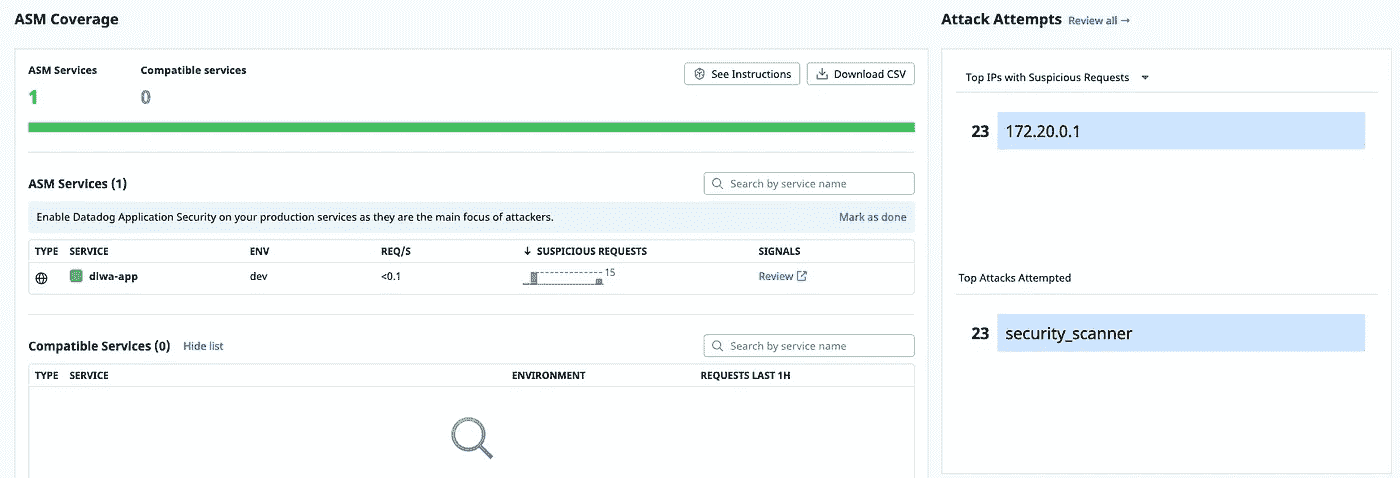 ASM Coverage
ASM Services Compatible services
1 0
See Instructions Download CSV
ASM Services (1)
Search by service name
Enable Datadog Application Security on your production services as they are the main focus of attackers. Mark as done
TYPE SERVICE ENV REQ/S ↓ SUSPICIOUS REQUESTS SIGNALS
dlwa-app dev <0.1 15 Review
Compatible Services (0) Hide list
Search by service name
TYPE SERVICE ENVIRONMENT REQUESTS LAST 1H
Attack Attempts Review all →
Top IPs with Suspicious Requests
23 172.20.0.1
Top Attacks Attempted
23 security_scanner